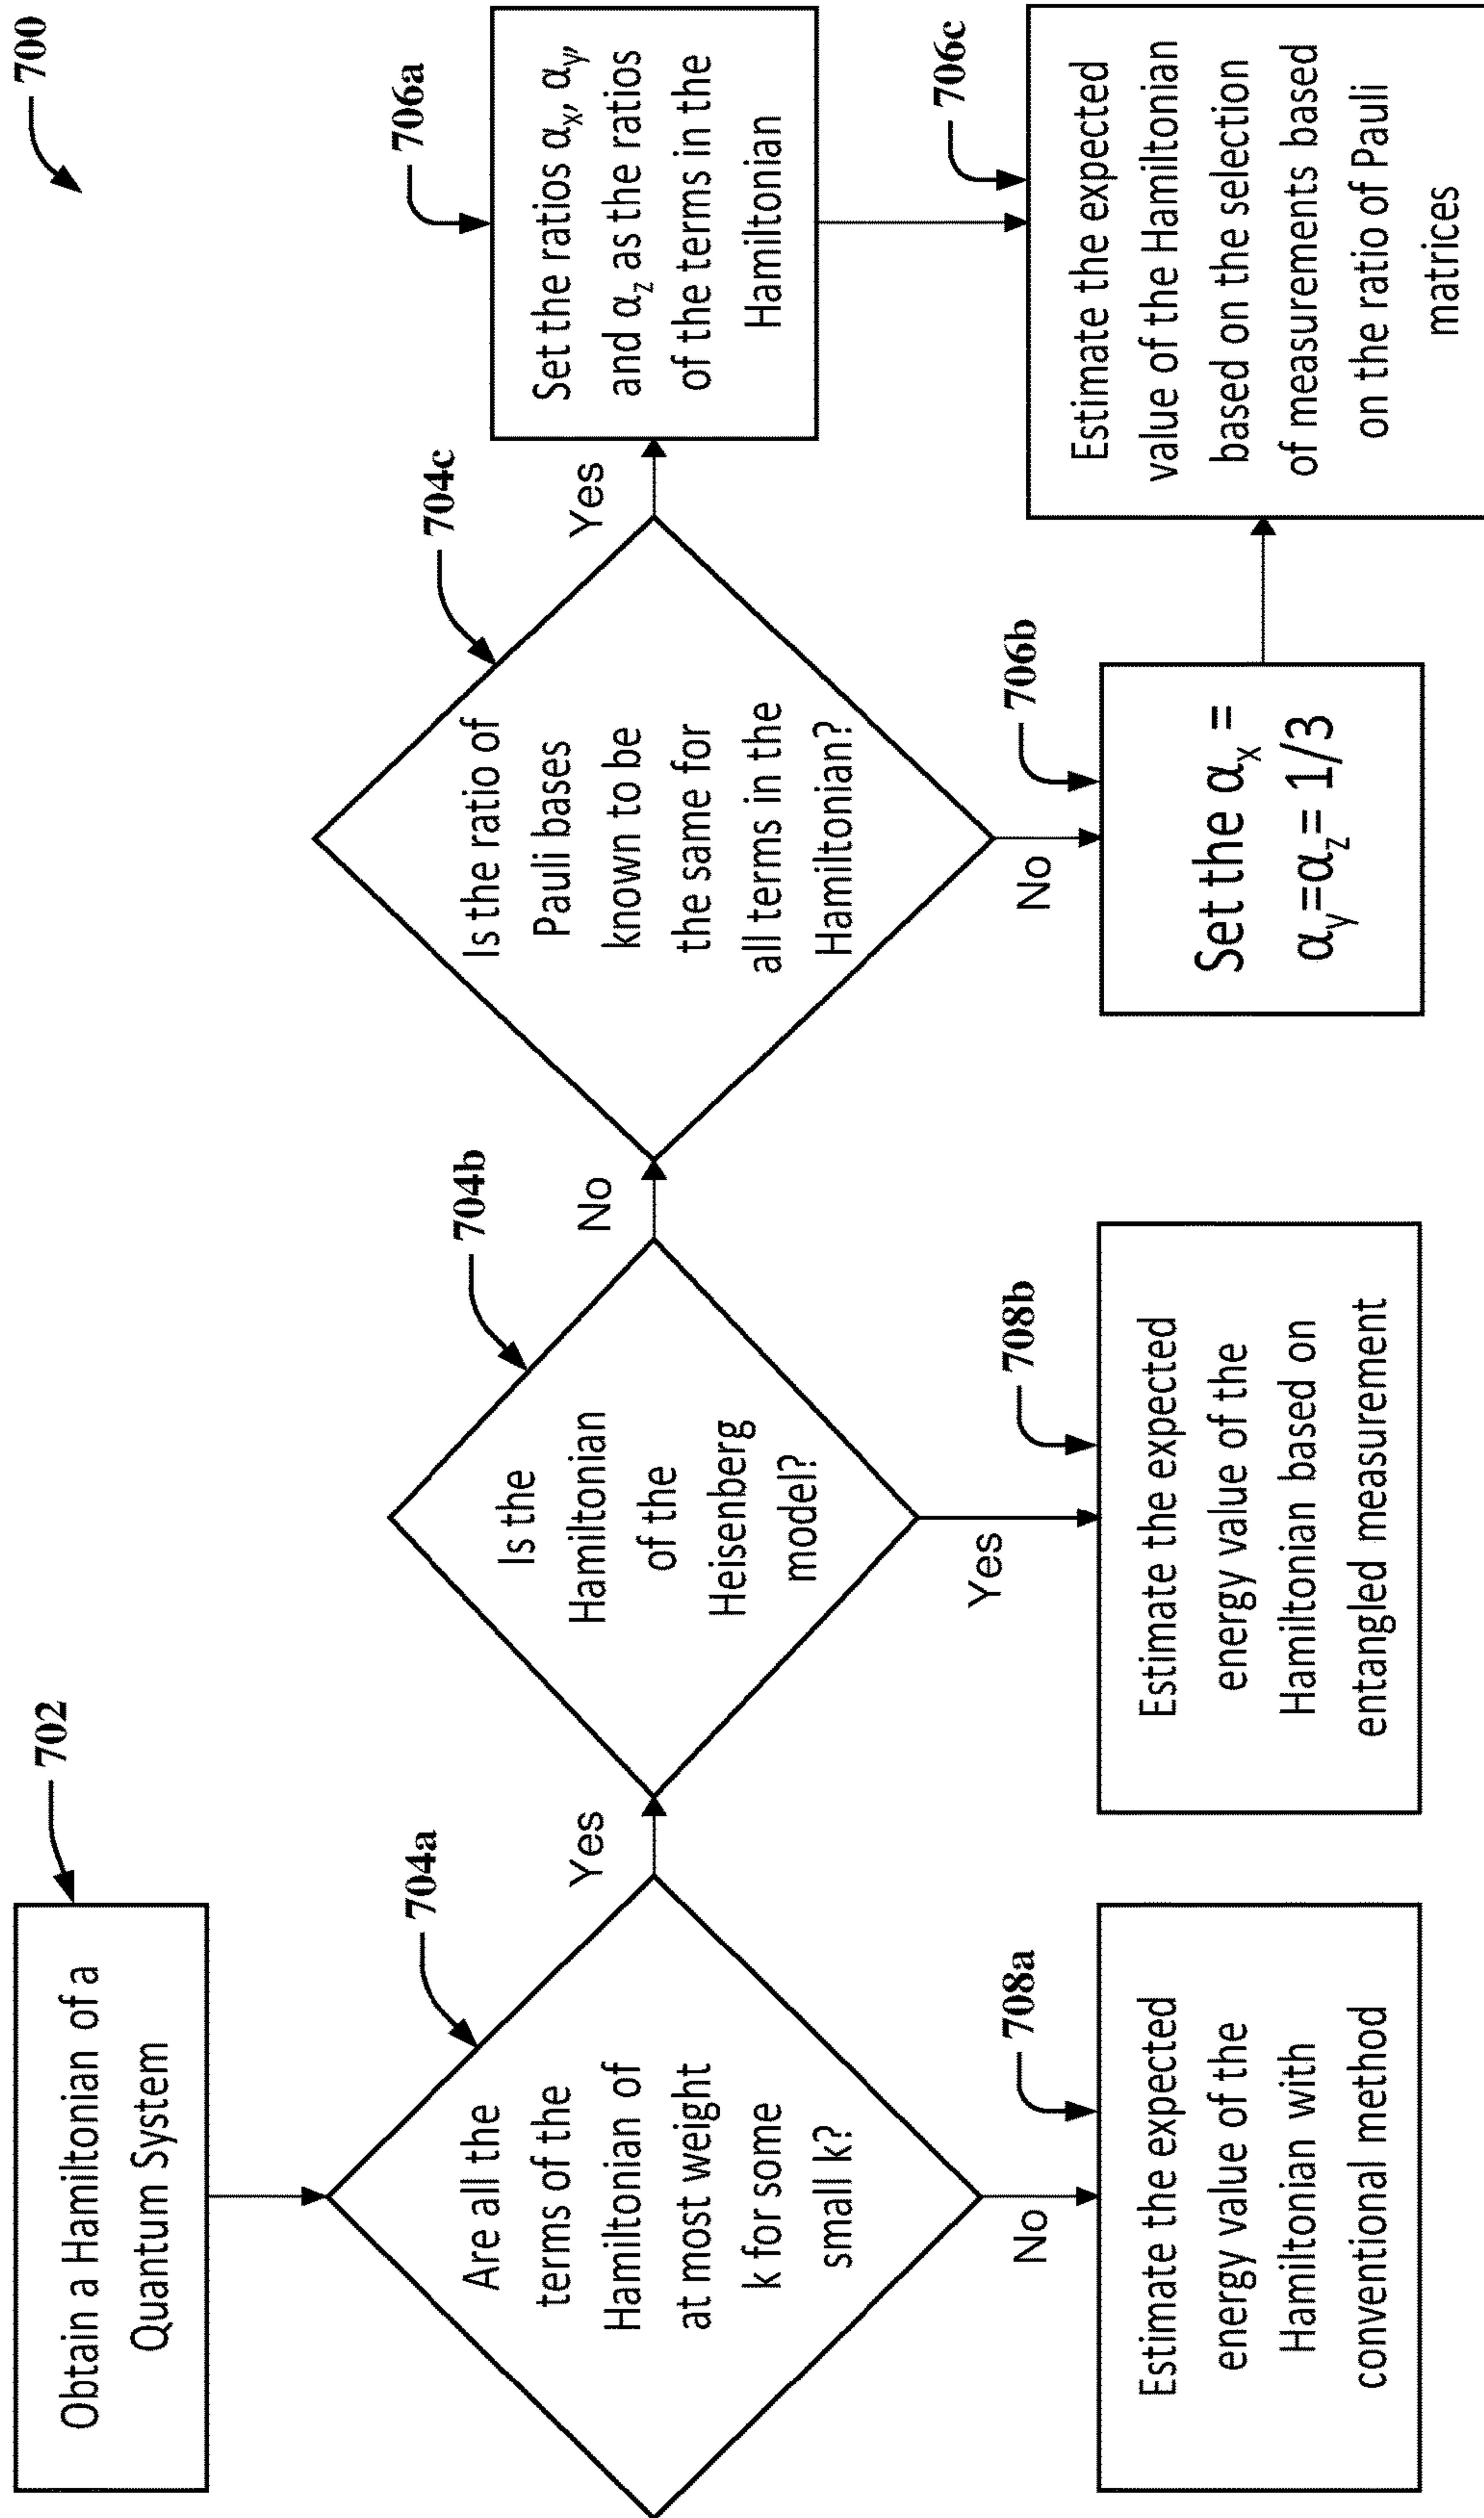 700
702
Obtain a Hamiltonian of a
Quantum System
704a
Are all the
terms of the
Hamiltonian of
at most weight
k for some
small k?
Yes
No
708a
Estimate the expected
energy value of the
Hamiltonian with
conventional method
704b
Is the
Hamiltonian
of the
Heisenberg
model?
No
Yes
708b
Estimate the expected
energy value of the
Hamiltonian based on
entangled measurement
704c
Is the ratio of
Pauli bases
known to be
the same for
all terms in the
Hamiltonian?
Yes
No
706a
Set the ratios αₓ, αᵧ,
and α_z as the ratios
of the terms in the
Hamiltonian
706b
Set the αₓ =
αᵧ=α_z= 1/3
706c
Estimate the expected
value of the Hamiltonian
based on the selection
of measurements based
on the ratio of Pauli
matrices